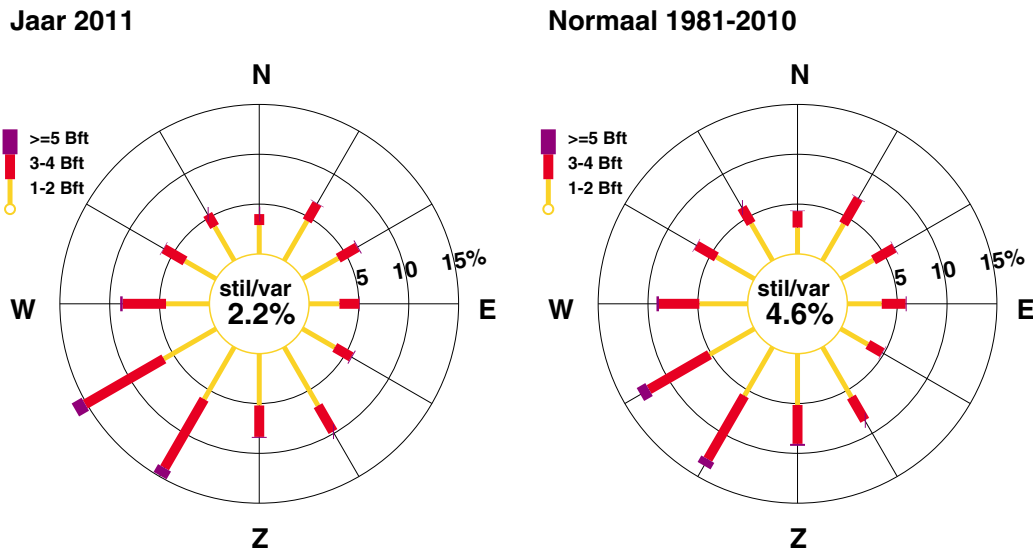 Jaar 2011
N
>=5 Bft
3-4 Bft
1-2 Bft
5 10 15%
W
stil/var
2.2%
E
Z
Normaal 1981-2010
N
>=5 Bft
3-4 Bft
1-2 Bft
5 10 15%
W
stil/var
4.6%
E
Z